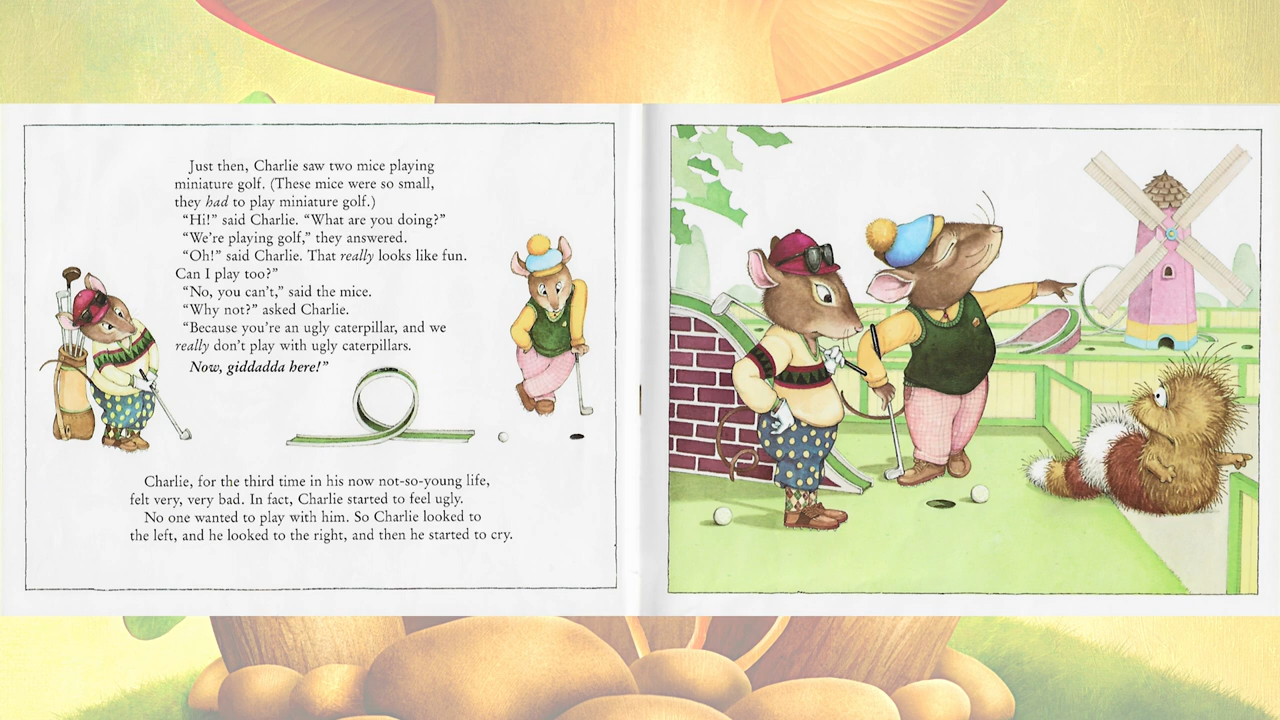 Just then, Charlie saw two mice playing
miniature golf. (These mice were so small,
they had to play miniature golf.)
“Hi!” said Charlie. “What are you doing?”
“We’re playing golf,” they answered.
“Oh!” said Charlie. That really looks like fun.
Can I play too?”
“No, you can’t,” said the mice.
“Why not?” asked Charlie.
“Because you’re an ugly caterpillar, and we
really don’t play with ugly caterpillars.
Now, giddadda here!”
Charlie, for the third time in his now not-so-young life,
felt very, very bad. In fact, Charlie started to feel ugly.
No one wanted to play with him. So Charlie looked to
the left, and he looked to the right, and then he started to cry.